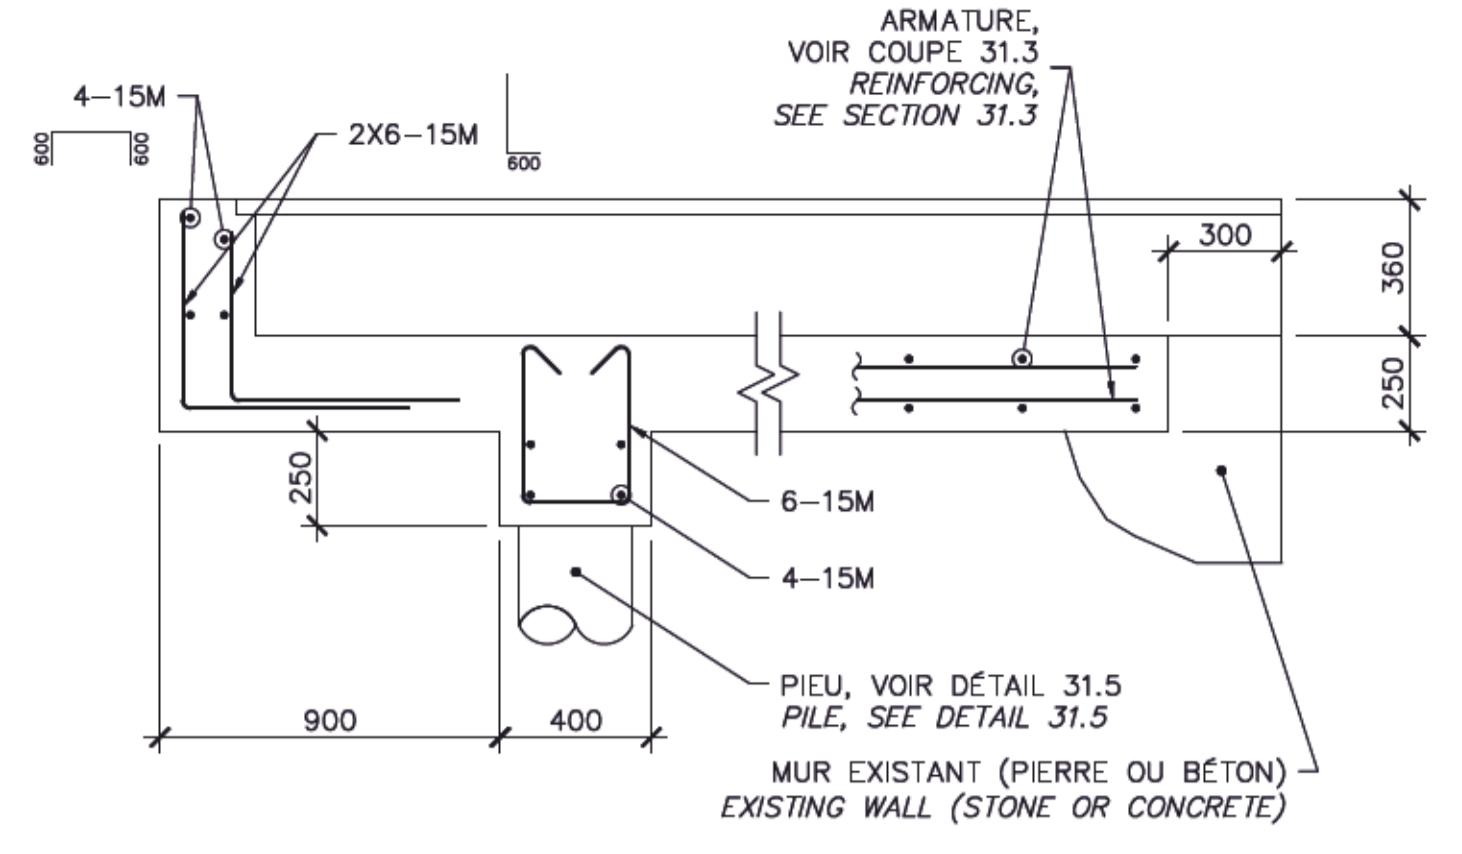 ARMATURE,
VOIR COUPE 31.3
REINFORCING,
SEE SECTION 31.3
4-15M
2X6-15M
600
600
600
300
360
250
250
6-15M
4-15M
PIEU, VOIR DÉTAIL 31.5
PILE, SEE DETAIL 31.5
900
400
MUR EXISTANT (PIERRE OU BÉTON)
EXISTING WALL (STONE OR CONCRETE)